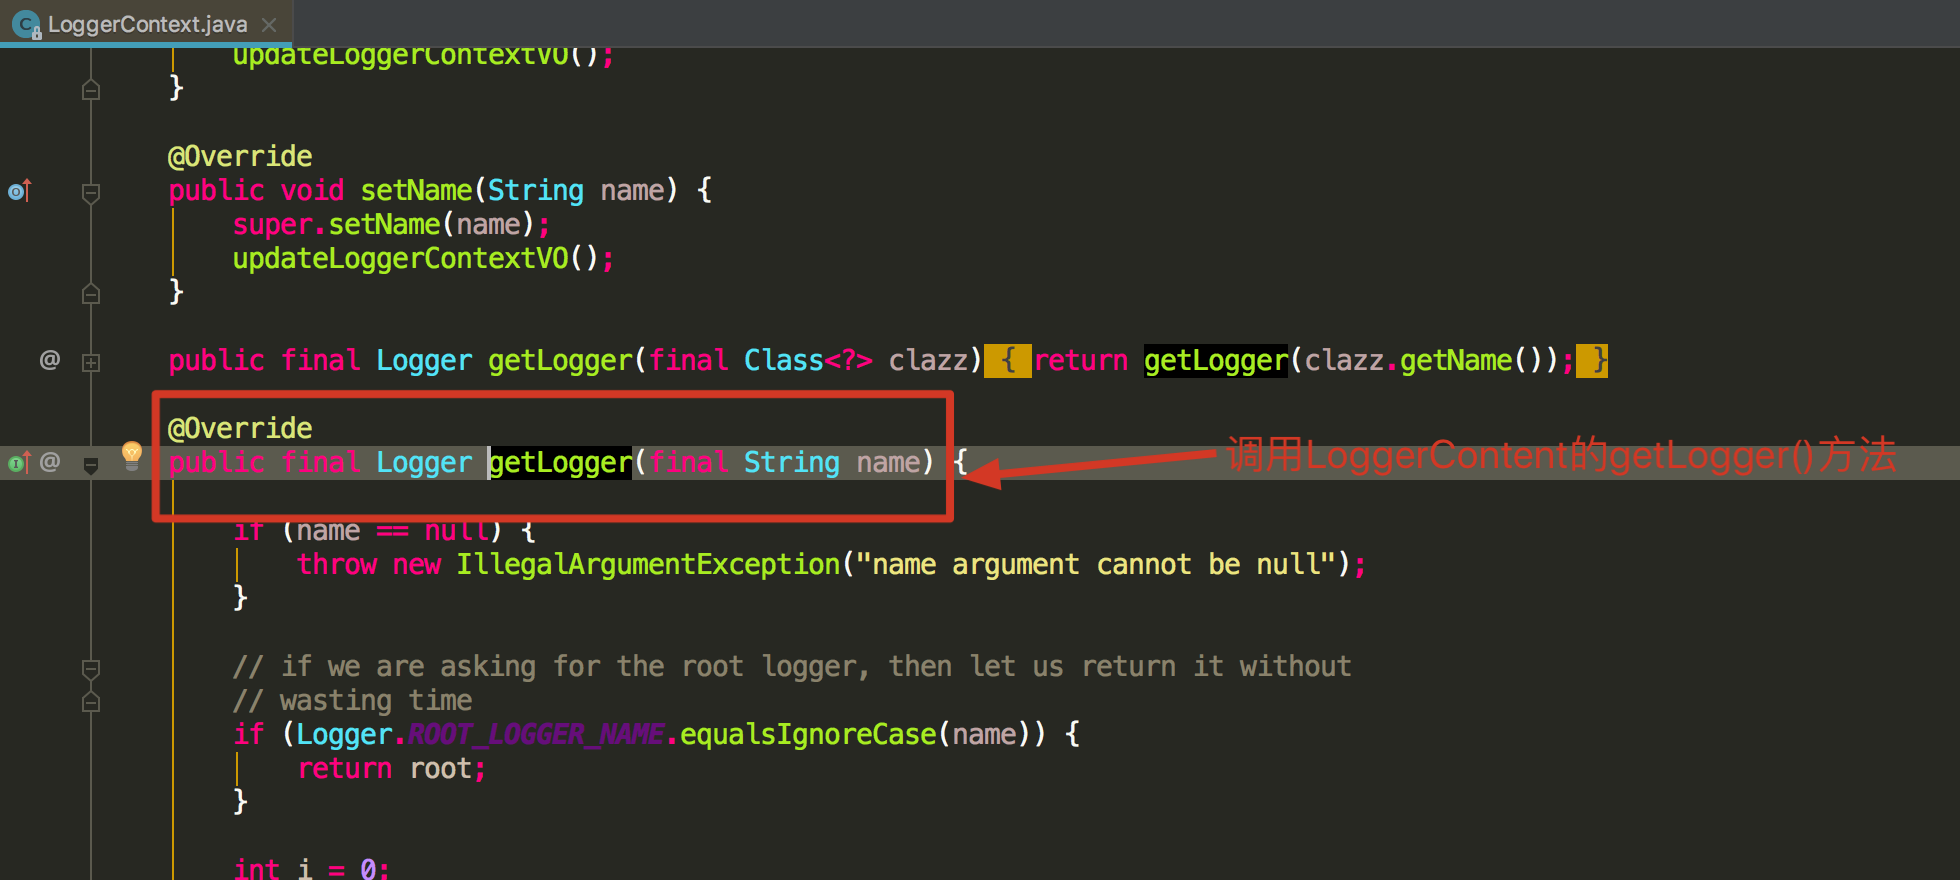 LoggerContext.java
updateLoggerContextVO();
}
@Override
public void setName(String name) {
super.setName(name);
updateLoggerContextVO();
}
@ public final Logger getLogger(final Class<?> clazz) { return getLogger(clazz.getName()); }
@Override
@ public final Logger getLogger(final String name) { 调用LoggerContent的getLogger()方法
if (name == null) {
throw new IllegalArgumentException("name argument cannot be null");
}
// if we are asking for the root logger, then let us return it without
// wasting time
if (Logger.ROOT_LOGGER_NAME.equalsIgnoreCase(name)) {
return root;
}
int i = 0;